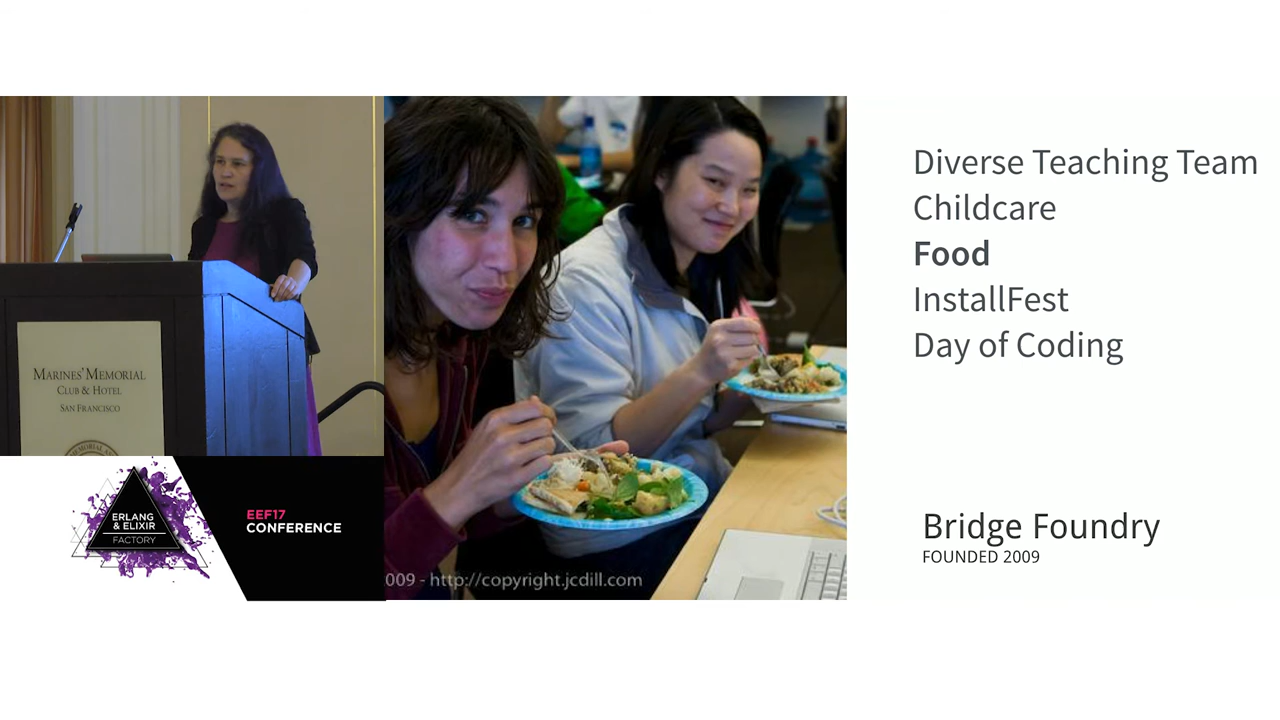 MARINES' MEMORIAL
CLUB & HOTEL
SAN FRANCISCO
ERLANG
& ELIXIR
FACTORY
EEF17
CONFERENCE
009 - http://copyright.jcdill.com
Diverse Teaching Team
Childcare
Food
InstallFest
Day of Coding
Bridge Foundry
FOUNDED 2009